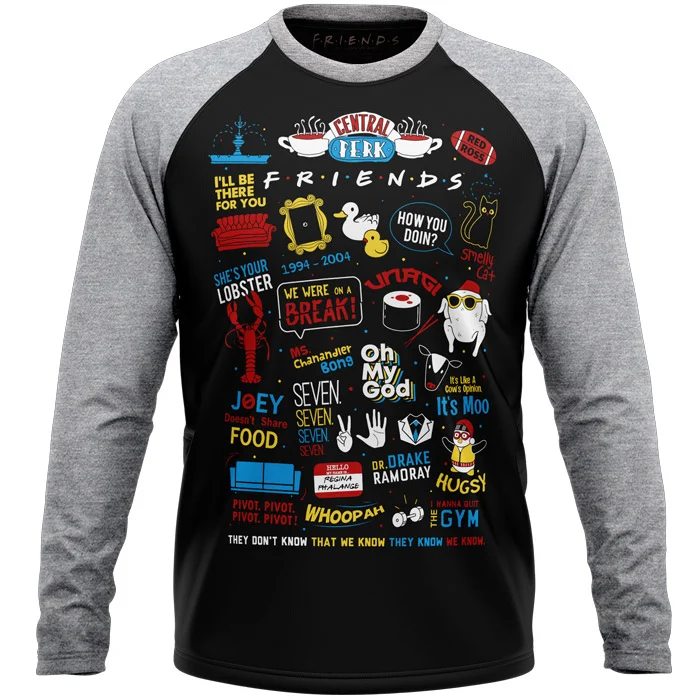 F·R·I·E·N·D·S
CENTRAL
PERK
RED
ROSS
I'LL BE
THERE
FOR YOU
F·R·I·E·N·D·S
HOW YOU
DOIN?
Smelly
Cat
1994 - 2004
SHE'S YOUR
LOBSTER
WE WERE ON A
BREAK!
UNAGI
Ms.
Chanandler
Bong
Oh
My
God
It's Like A
Cow's Opinion.
It's Moo
JOEY
Doesn't Share
FOOD
SEVEN.
SEVEN.
SEVEN.
SEVEN
DR. DRAKE
RAMORAY
HUGSY
HELLO
MY NAME IS
REGINA
PHALANGE
PIVOT, PIVOT,
PIVOT, PIVOT!
WHOOPAH
I WANNA QUIT
THE GYM
THEY DON'T KNOW THAT WE KNOW THEY KNOW WE KNOW.